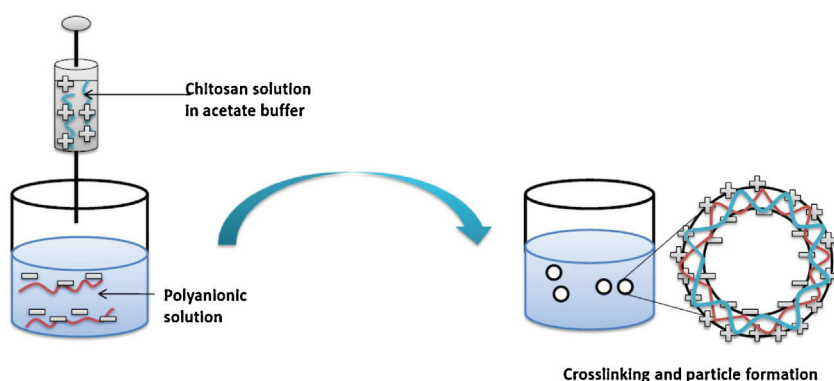 Chitosan solution
in acetate buffer
Polyanionic
solution
Crosslinking and particle formation